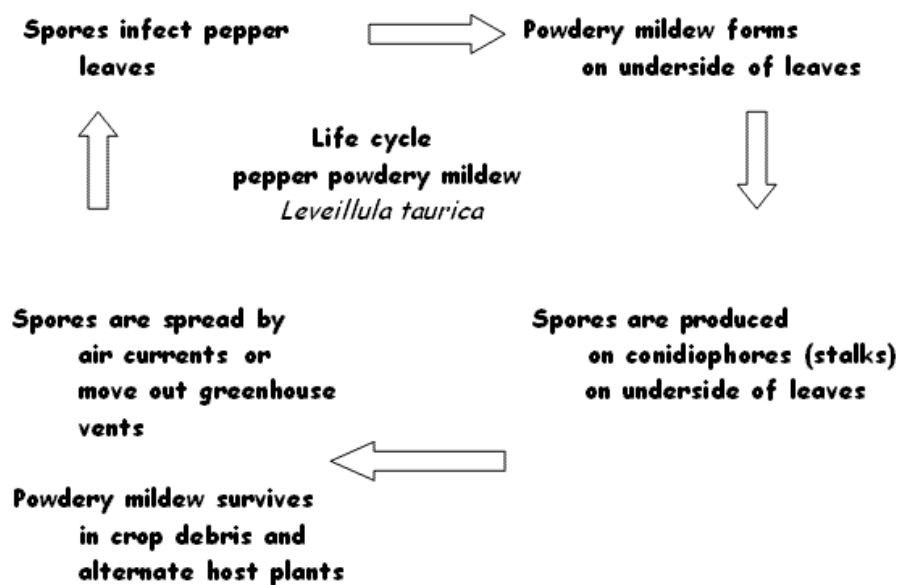 Spores infect pepper
leaves
Powdery mildew forms
on underside of leaves
Life cycle
pepper powdery mildew
Leveillula taurica
Spores are produced
on conidiophores (stalks)
on underside of leaves
Spores are spread by
air currents or
move out greenhouse
vents
Powdery mildew survives
in crop debris and
alternate host plants